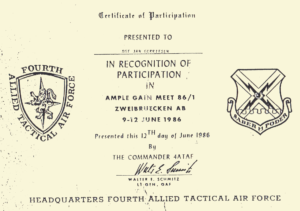 Certificate of Participation
PRESENTED TO
IN RECOGNITION OF
PARTICIPATION
IN
AMPLE GAIN MEET 86/1
ZWEIBRUECKEN AB
9-12 JUNE 1986
Presented this 12TH day of June 1986
By
THE COMMANDER 4ATAF
WALTER E. SCHMITZ
LT GEN, GAF
FOURTH
ALLIED TACTICAL AIR FORCE
HEADQUARTERS FOURTH ALLIED TACTICAL AIR FORCE